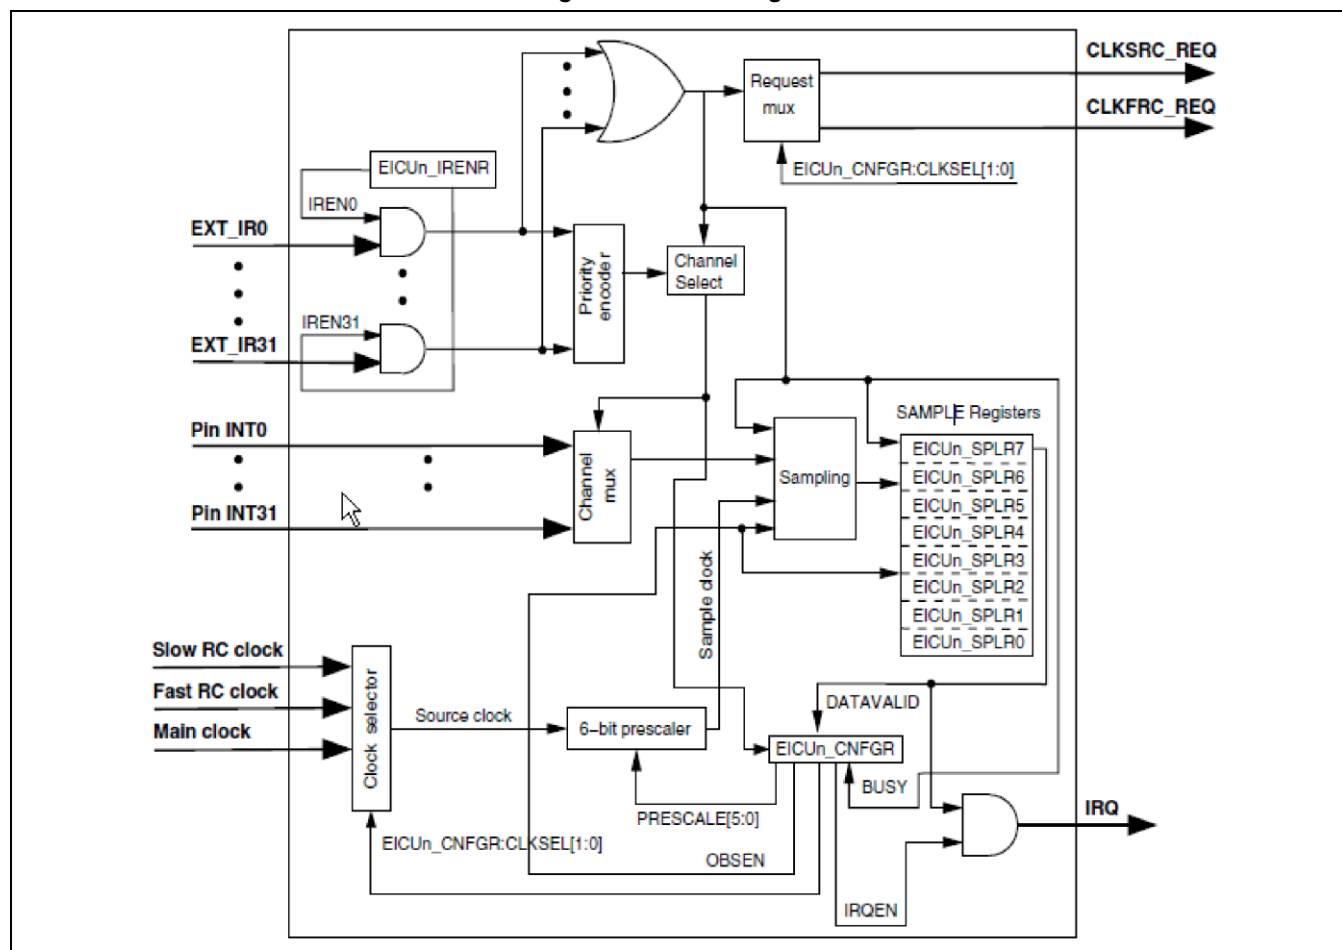 CLKSRC_REQ
Request
mux
CLKFRC_REQ
EICUn_CNFGR:CLKSEL[1:0]
EICUn_IRENR
IREN0
EXT_IR0
Priority
encoder
Channel
Select
IREN31
EXT_IR31
SAMPLE Registers
Pin INT0
Channel
mux
Pin INT31
Sampling
EICUn_SPLR7
EICUn_SPLR6
EICUn_SPLR5
EICUn_SPLR4
EICUn_SPLR3
EICUn_SPLR2
EICUn_SPLR1
EICUn_SPLR0
Sample clock
Slow RC clock
Fast RC clock
Main clock
Clock selector
Source clock
6-bit prescaler
DATAVALID
EICUn_CNFGR
BUSY
PRESCALE[5:0]
IRQ
EICUn_CNFGR:CLKSEL[1:0]
OBSEN
IRQEN